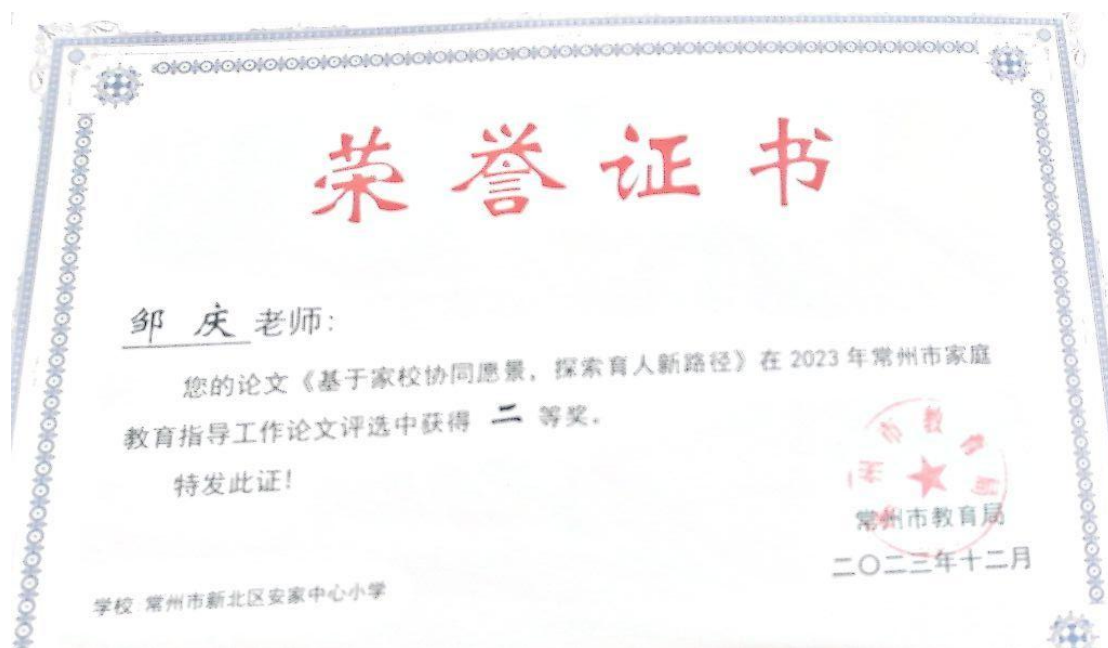 荣誉证书
邹 庆 老师:
您的论文《基于家校协同愿景，探索育人新路径》在 2023 年常州市家庭
教育指导工作论文评选中获得 二 等奖。
特发此证!
常州市教育局
二〇二三年十二月
学校 常州市新北区安家中心小学